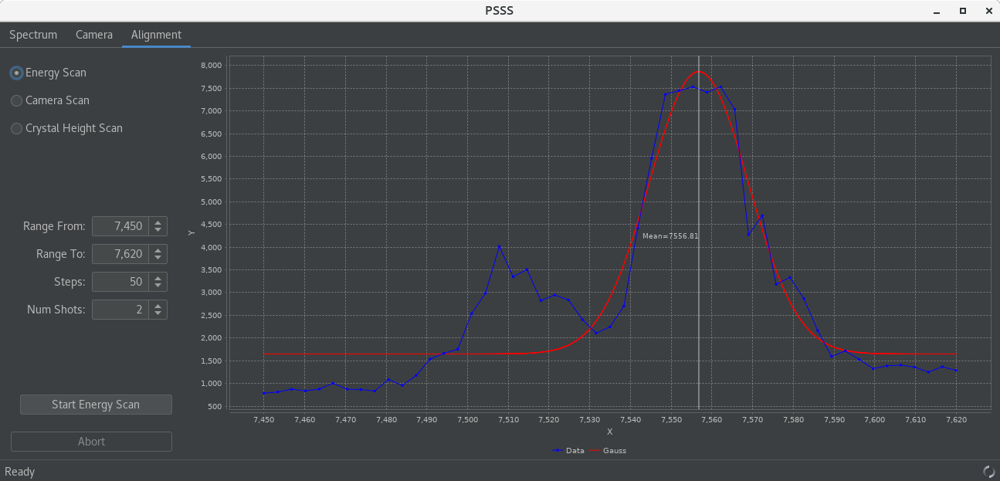 PSSS
Spectrum Camera Alignment
Energy Scan
Camera Scan
Crystal Height Scan
Range From: 7,450
Range To: 7,620
Steps: 50
Num Shots: 2
Start Energy Scan
Abort
Y
8,000
7,500
7,000
6,500
6,000
5,500
5,000
4,500
4,000
3,500
3,000
2,500
2,000
1,500
1,000
500
Mean=7556.81
7,450 7,460 7,470 7,480 7,490 7,500 7,510 7,520 7,530 7,540 7,550 7,560 7,570 7,580 7,590 7,600 7,610 7,620
X
Data Gauss
Ready